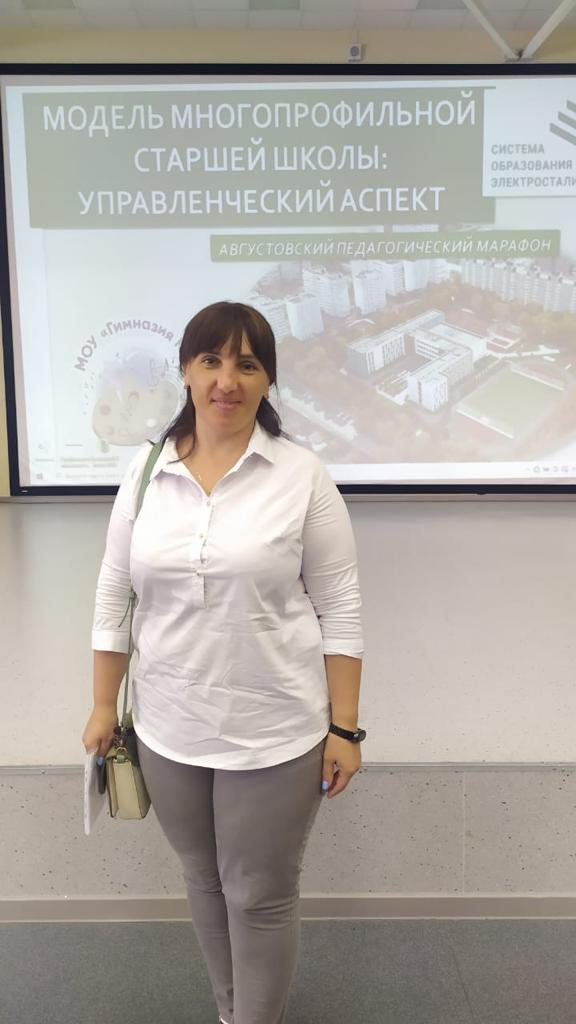 МОДЕЛЬ МНОГОПРОФИЛЬНОЙ
СТАРШЕЙ ШКОЛЫ:
УПРАВЛЕНЧЕСКИЙ АСПЕКТ
СИСТЕМА
ОБРАЗОВАНИЯ
ЭЛЕКТРОСТАЛИ
АВГУСТОВСКИЙ ПЕДАГОГИЧЕСКИЙ МАРАФОН
МОУ «Гимназия